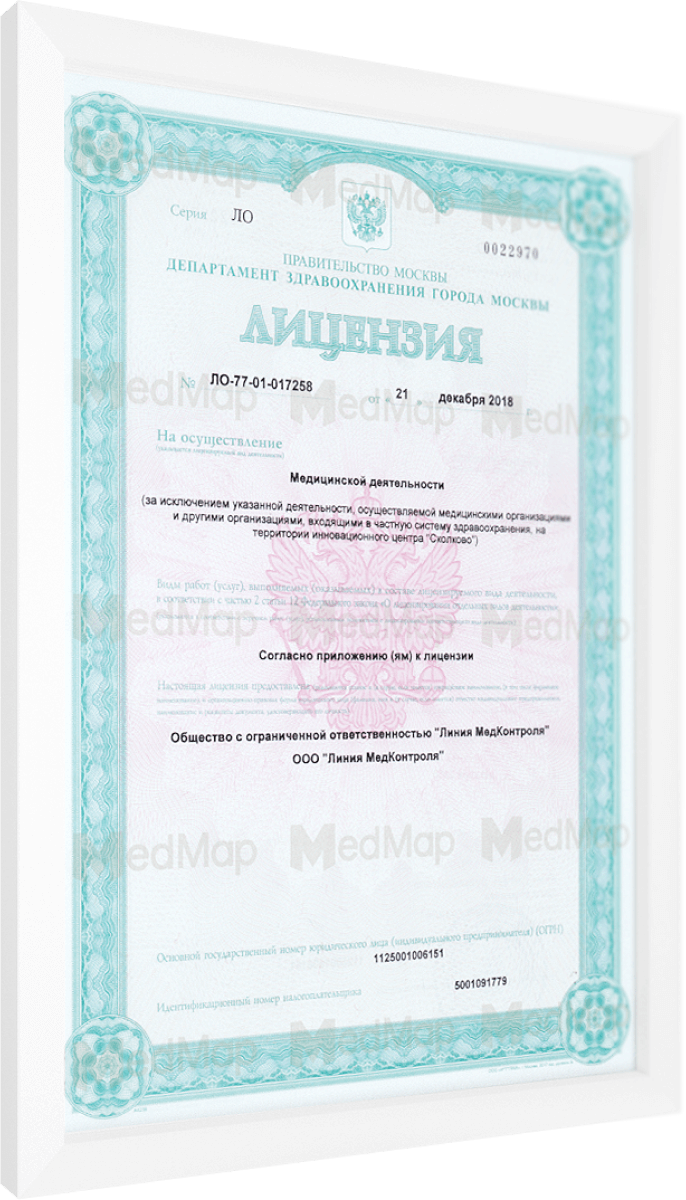 Серия ЛО
0022970
ПРАВИТЕЛЬСТВО МОСКВЫ
ДЕПАРТАМЕНТ ЗДРАВООХРАНЕНИЯ ГОРОДА МОСКВЫ
ЛИЦЕНЗИЯ
№ ЛО-77-01-017258 от « 21 » декабря 2018
На осуществление
(указывается лицензируемый вид деятельности)
Медицинской деятельности
(за исключением указанной деятельности, осуществляемой медицинскими организациями
и другими организациями, входящими в частную систему здравоохранения, на
территории инновационного центра "Сколково")
Виды работ (услуг), выполняемых (оказываемых) в составе лицензируемого вида деятельности,
в соответствии с частью 2 статьи 12 Федерального закона «О лицензировании отдельных видов деятельности»
Согласно приложению (ям) к лицензии
Настоящая лицензия предоставлена
Общество с ограниченной ответственностью "Линия МедКонтроля"
ООО "Линия МедКонтроля"
Основной государственный номер юридического лица (индивидуального предпринимателя) (ОГРН)
1125001006151
Идентификационный номер налогоплательщика 5001091779
MedMap MedMap MedMap
MedMap MedMap MedMap
MedMap MedMap MedMap
MedMap MedMap MedMap
MedMap MedMap MedMap